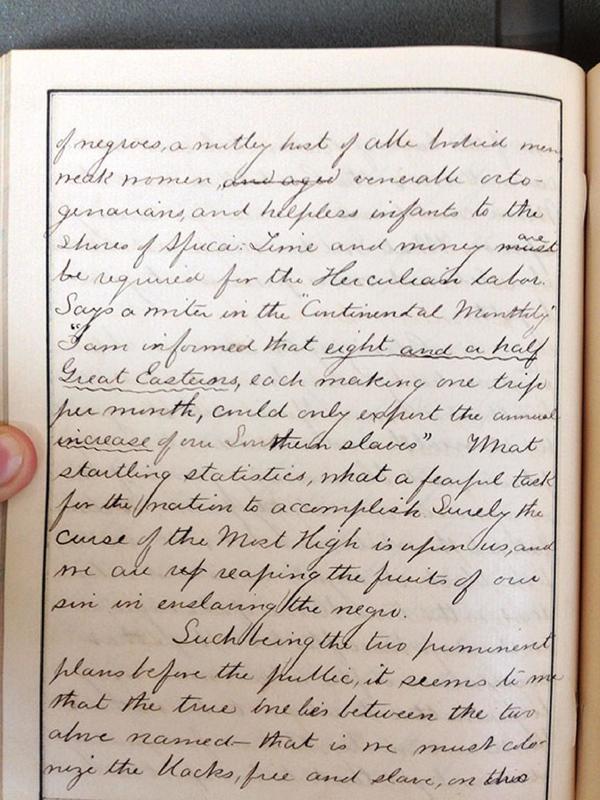 of negroes, a motley host of able bodied men,
weak women, and aged venerable octo-
genarians, and helpless infants to the
shores of Africa: Time and money must are
be required for the Herculean labor.
Says a writer in the "Continental Monthly"
"I am informed that eight and a half
Great Easterns, each making one trip
per month, could only export the annual
increase of our Southern slaves" What
startling statistics, what a fearful task
for the nation to accomplish. Surely the
curse of the Most High is upon us, and
we are reaping the fruits of our
sin in enslaving the negro.
Such being the two prominent
plans before the public, it seems to me
that the true one lies between the two
above named— that is we must colo-
nize the blacks, free and slave, on